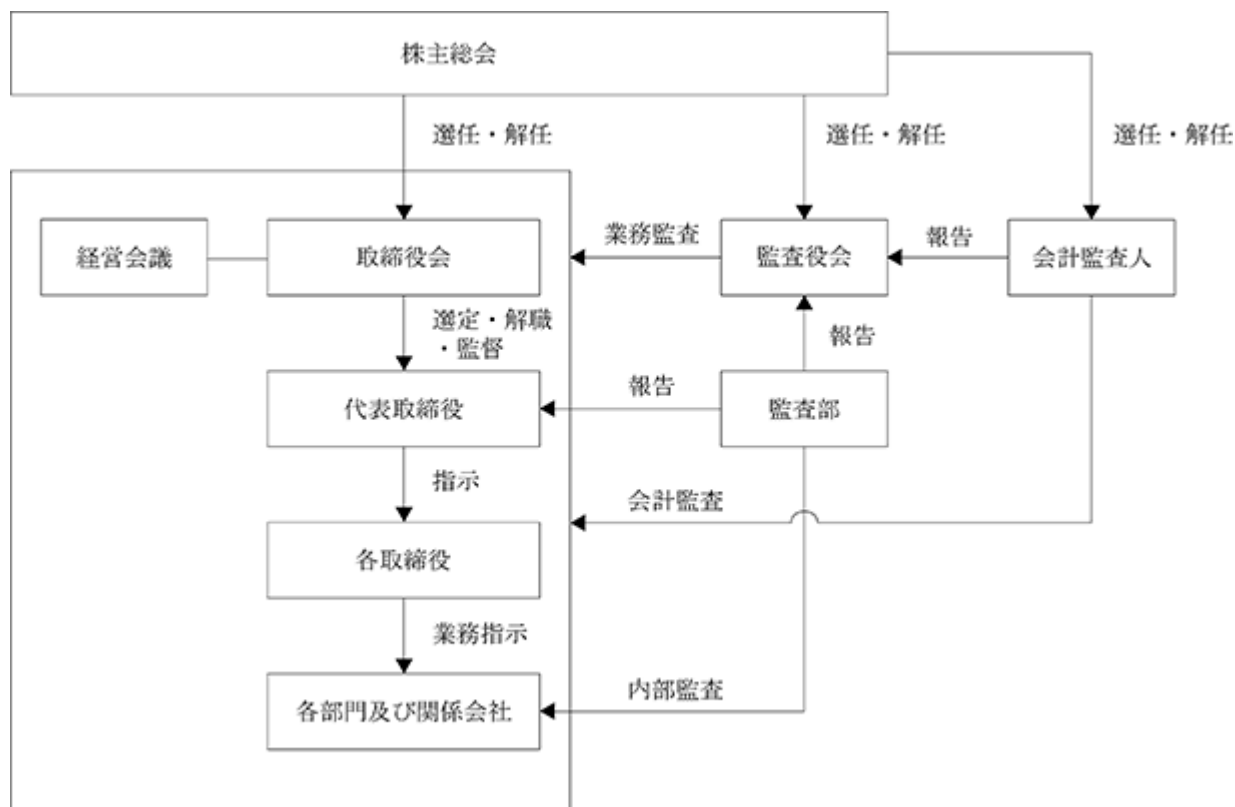 株主総会
選任・解任
選任・解任
選任・解任
経営会議
取締役会
業務監査
監査役会
報告
会計監査人
選定・解職
・監督
報告
代表取締役
報告
監査部
指示
会計監査
各取締役
業務指示
内部監査
各部門及び関係会社